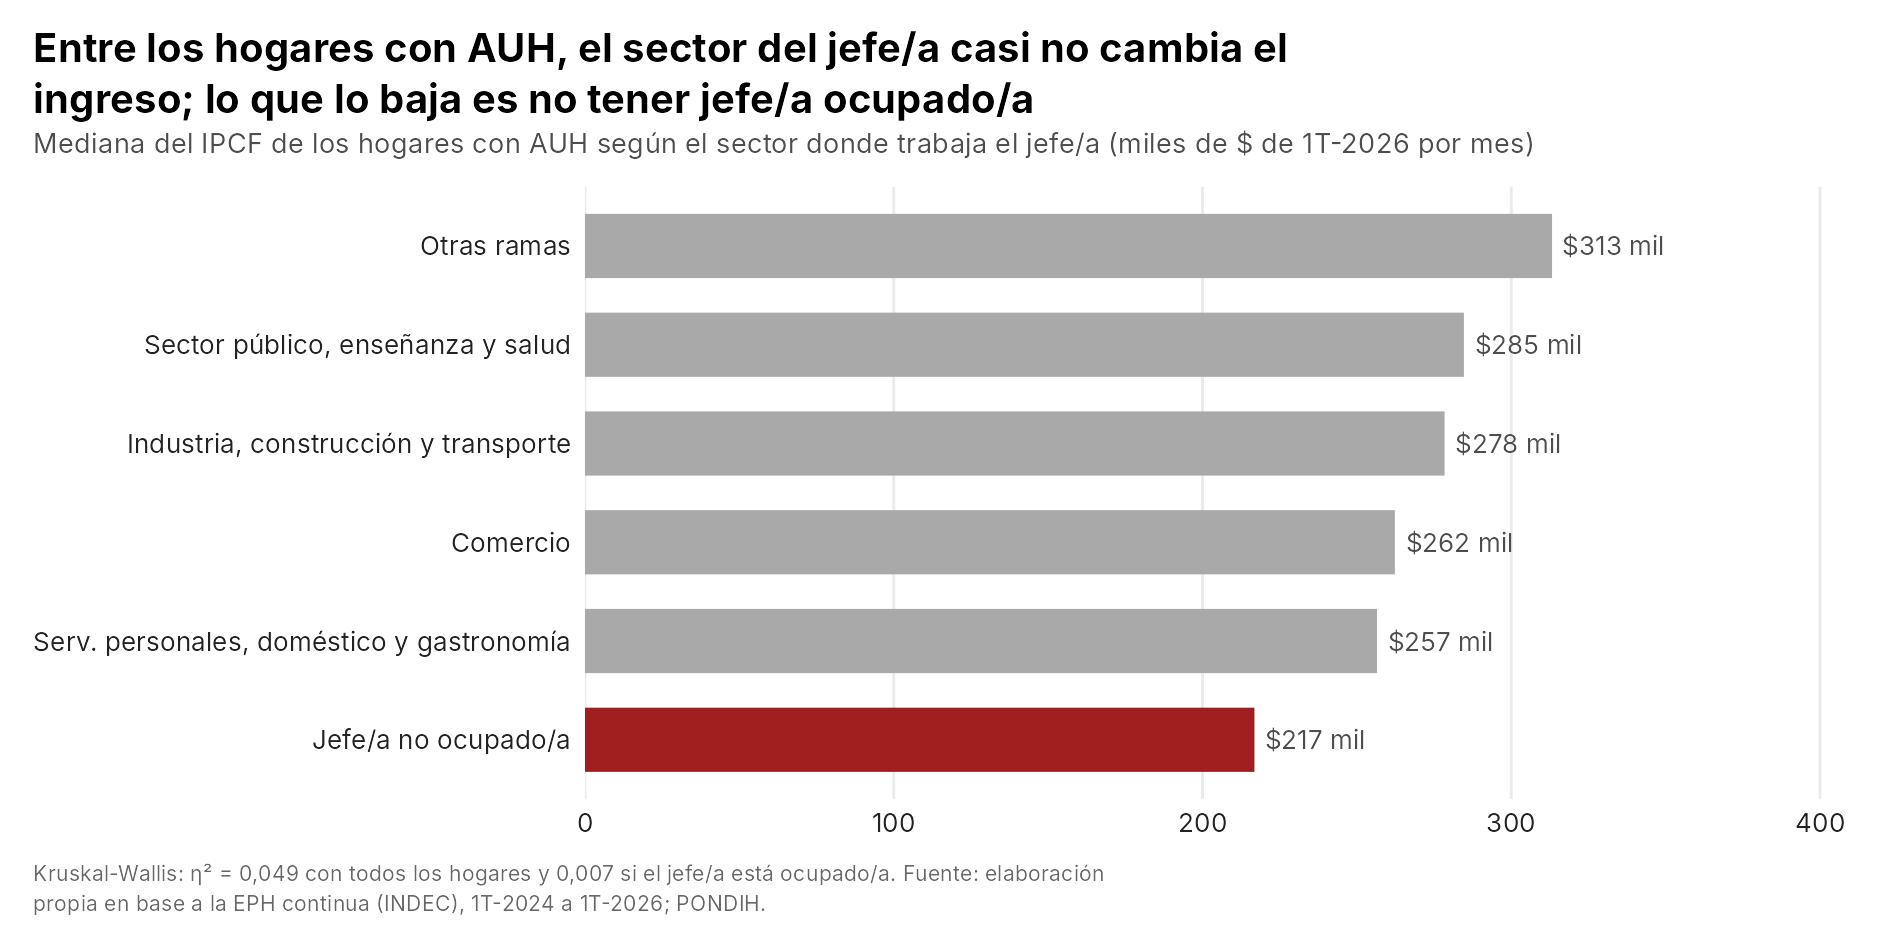 Entre los hogares con AUH, el sector del jefe/a casi no cambia el
ingreso; lo que lo baja es no tener jefe/a ocupado/a
Mediana del IPCF de los hogares con AUH según el sector donde trabaja el jefe/a (miles de $ de 1T-2026 por mes)
Otras ramas $313 mil
Sector público, enseñanza y salud $285 mil
Industria, construcción y transporte $278 mil
Comercio $262 mil
Serv. personales, doméstico y gastronomía $257 mil
Jefe/a no ocupado/a $217 mil
0 100 200 300 400
Kruskal-Wallis: η² = 0,049 con todos los hogares y 0,007 si el jefe/a está ocupado/a. Fuente: elaboración
propia en base a la EPH continua (INDEC), 1T-2024 a 1T-2026; PONDIH.